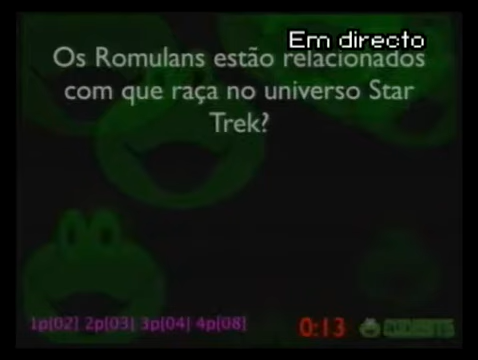 Em directo
Os Romulans estão relacionados
com que raça no universo Star
Trek?
1p[02] 2p[03] 3p[04] 4p[08]
0:13